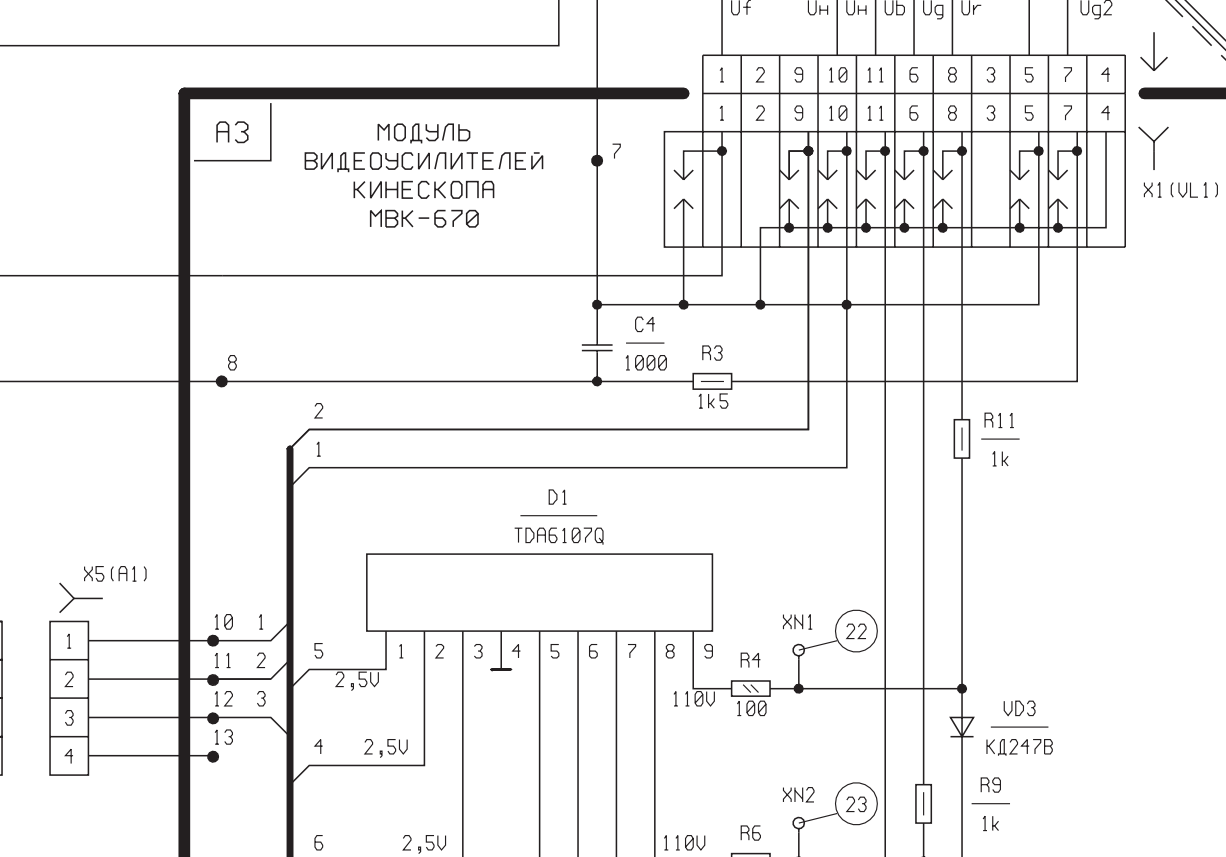 Uf Uн Uн Ub Ug Ur Ug2
1 2 9 10 11 6 8 3 5 7 4
1 2 9 10 11 6 8 3 5 7 4
А3
МОДУЛЬ
ВИДЕОУСИЛИТЕЛЕЙ
КИНЕСКОПА
МВК-670
7
X1(VL1)
C4
1000
8
R3
1k5
2
1
R11
1k
D1
TDA6107Q
X5(A1)
1
2
3
4
10 1
11 2
12 3
13
5
2,5V
1 2 3 4 5 6 7 8 9
4
2,5V
110V
R4
100
XN1
22
VD3
КД247В
R9
1k
XN2
23
6
2,5V
110V
R6